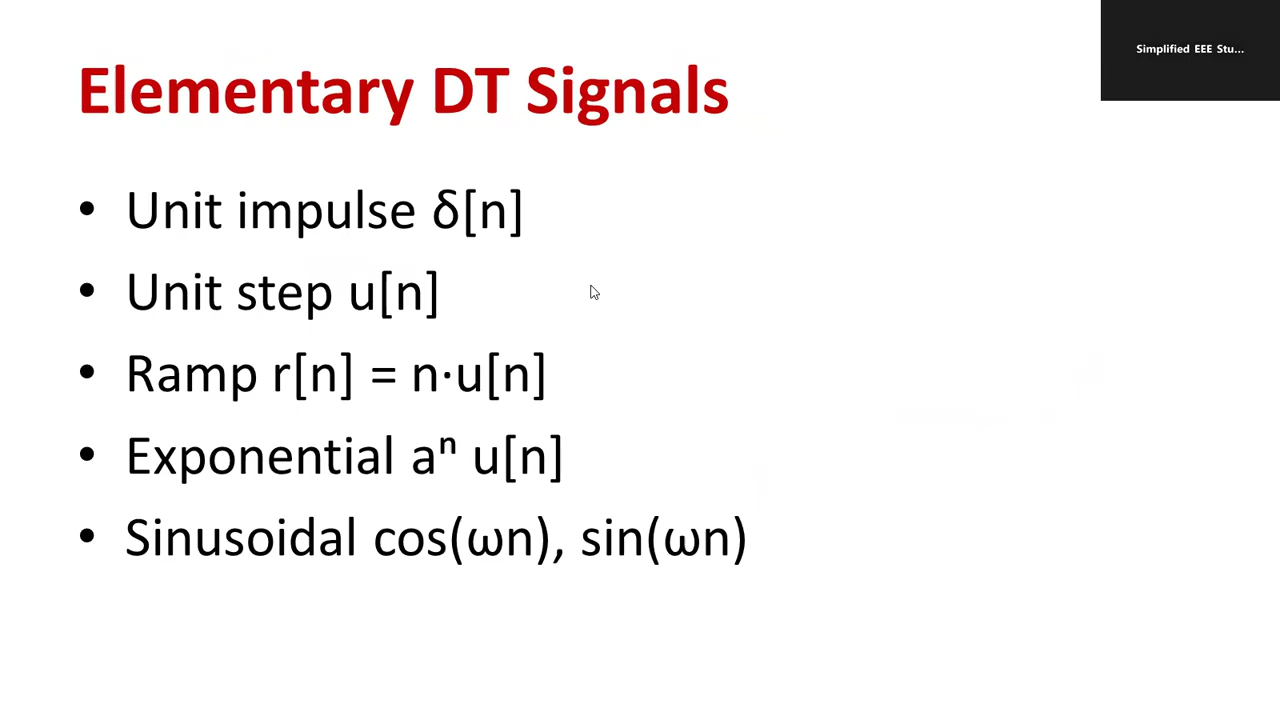 Simplified EEE Stu...
Elementary DT Signals
• Unit impulse δ[n]
• Unit step u[n]
• Ramp r[n] = n·u[n]
• Exponential aⁿ u[n]
• Sinusoidal cos(ωn), sin(ωn)